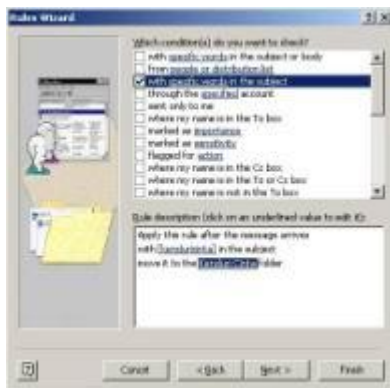 Rules Wizard
Which condition(s) do you want to check?
with specific words in the subject or body
from people or distribution list
with specific words in the subject
through the specified account
sent only to me
where my name is in the To box
marked as importance
marked as sensitivity
flagged for action
where my name is in the Cc box
where my name is in the To or Cc box
where my name is not in the To box
Rule description (click on an underlined value to edit it):
Apply this rule after the message arrives
with in the subject
move it to the folder
Cancel
< Back
Next >
Finish